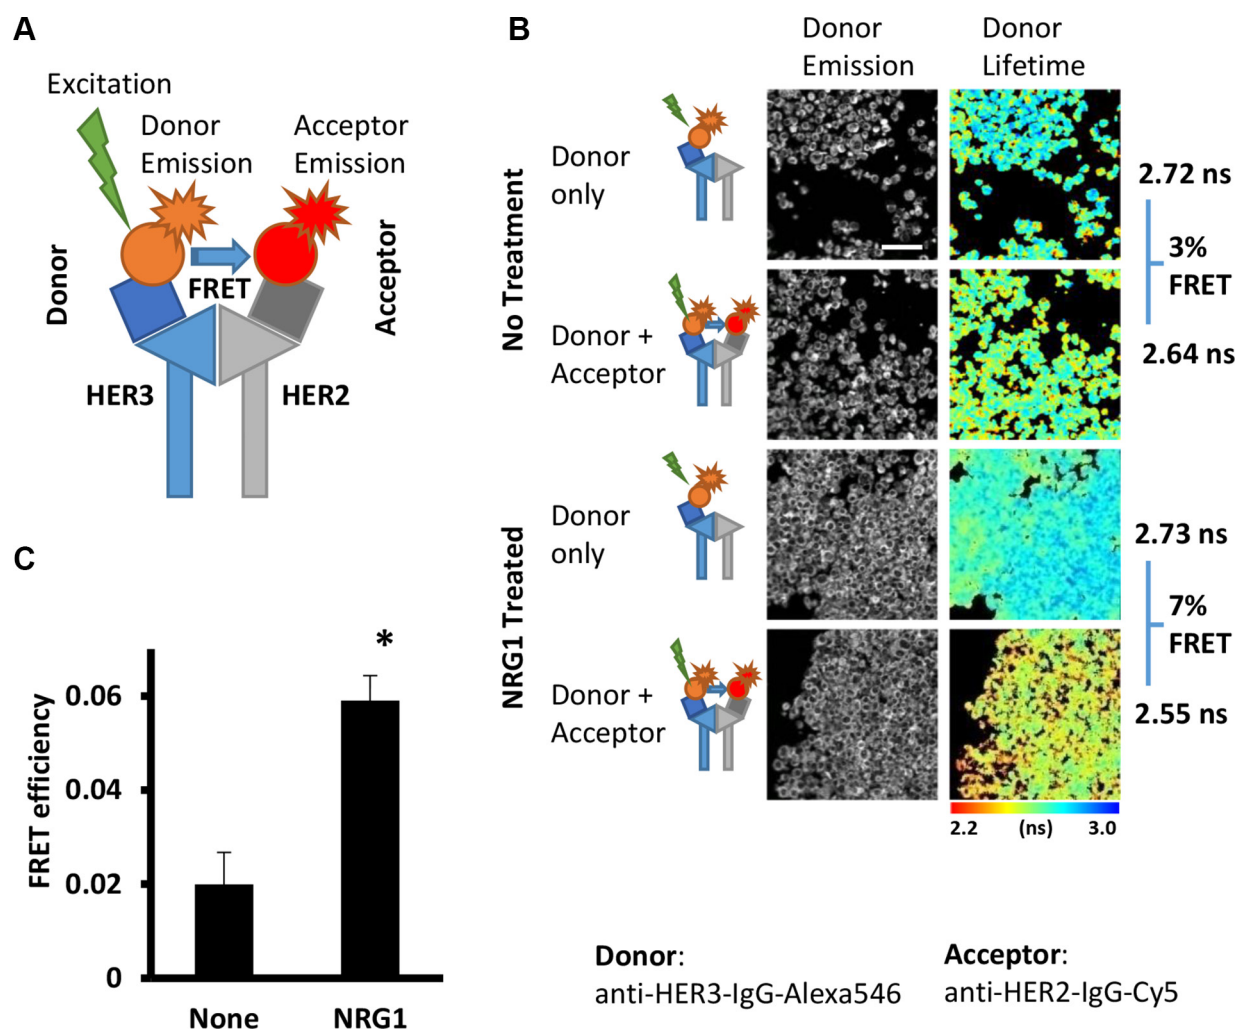 A
Excitation
Donor
Emission
Acceptor
Emission
Donor
FRET
Acceptor
HER3
HER2
B
Donor
Emission
Donor
Lifetime
No Treatment
Donor
only
2.72 ns
3%
FRET
Donor +
Acceptor
2.64 ns
NRG1 Treated
Donor
only
2.73 ns
7%
FRET
Donor +
Acceptor
2.55 ns
2.2 (ns) 3.0
C
FRET efficiency
0.06
*
0.04
0.02
0
None NRG1
Donor:
anti-HER3-IgG-Alexa546
Acceptor:
anti-HER2-IgG-Cy5